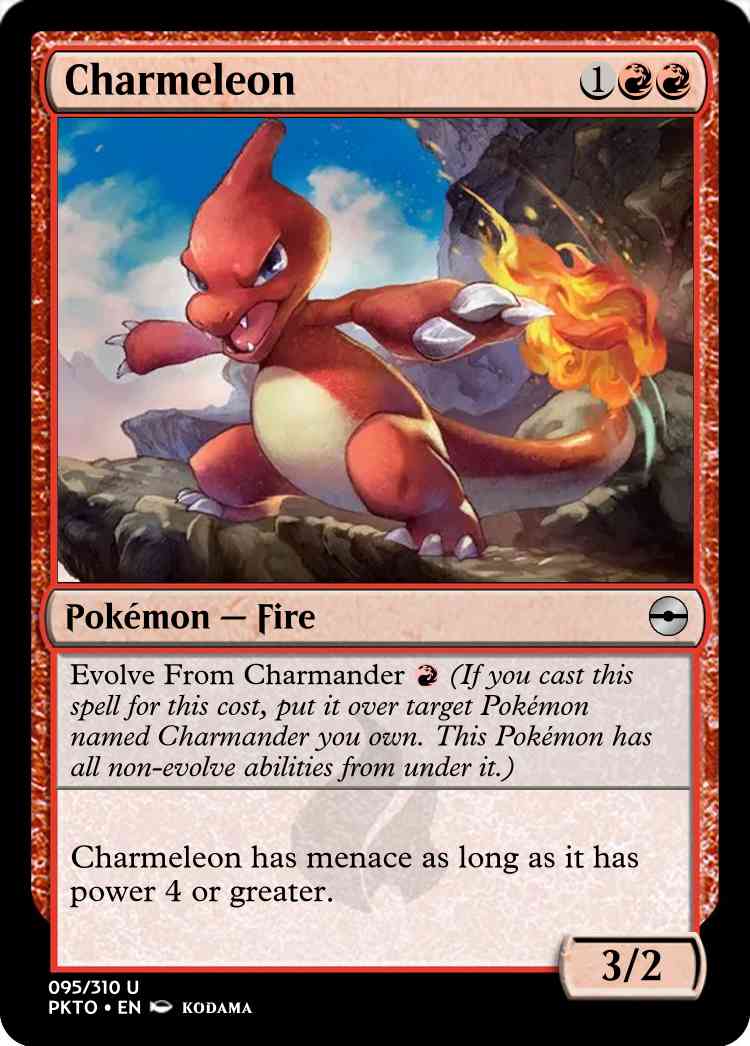 Charmeleon 1
Pokémon — Fire
Evolve From Charmander (If you cast this
spell for this cost, put it over target Pokémon
named Charmander you own. This Pokémon has
all non-evolve abilities from under it.)
Charmeleon has menace as long as it has
power 4 or greater.
3/2
095/310 U
PKTO • EN KODAMA